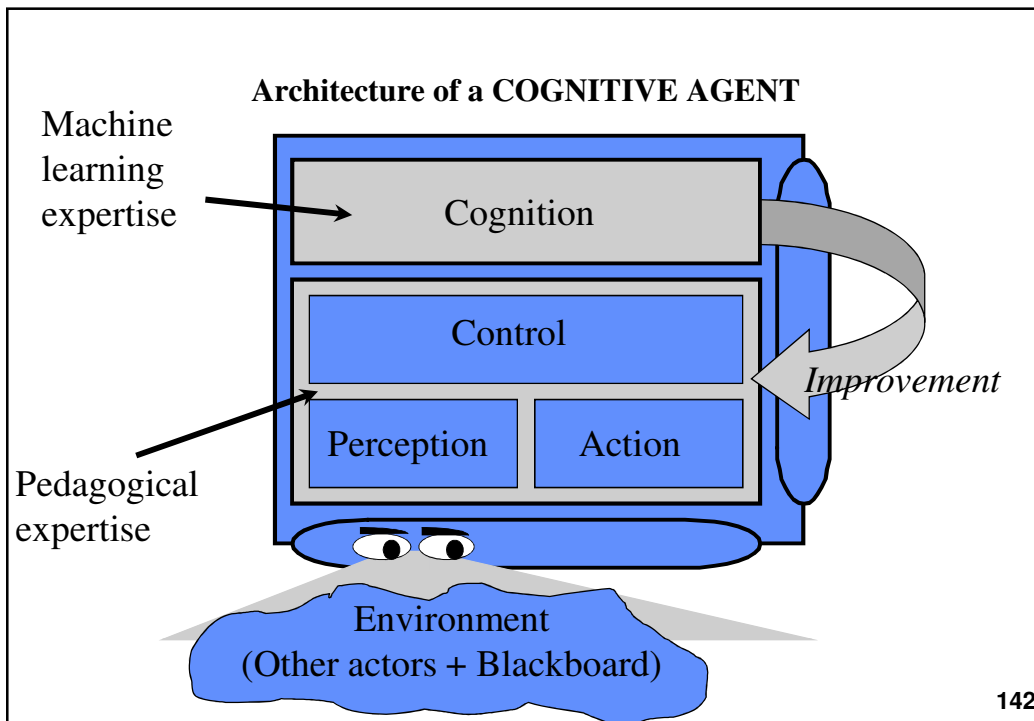 Architecture of a COGNITIVE AGENT
Machine
learning
expertise
Cognition
Control
Improvement
Perception
Action
Pedagogical
expertise
Environment
(Other actors + Blackboard)
142